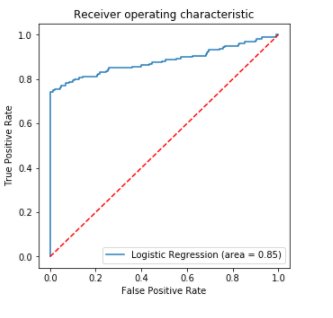 Receiver operating characteristic
1.0
0.8
0.6
0.4
0.2
0.0
True Positive Rate
Logistic Regression (area = 0.85)
0.0 0.2 0.4 0.6 0.8 1.0
False Positive Rate